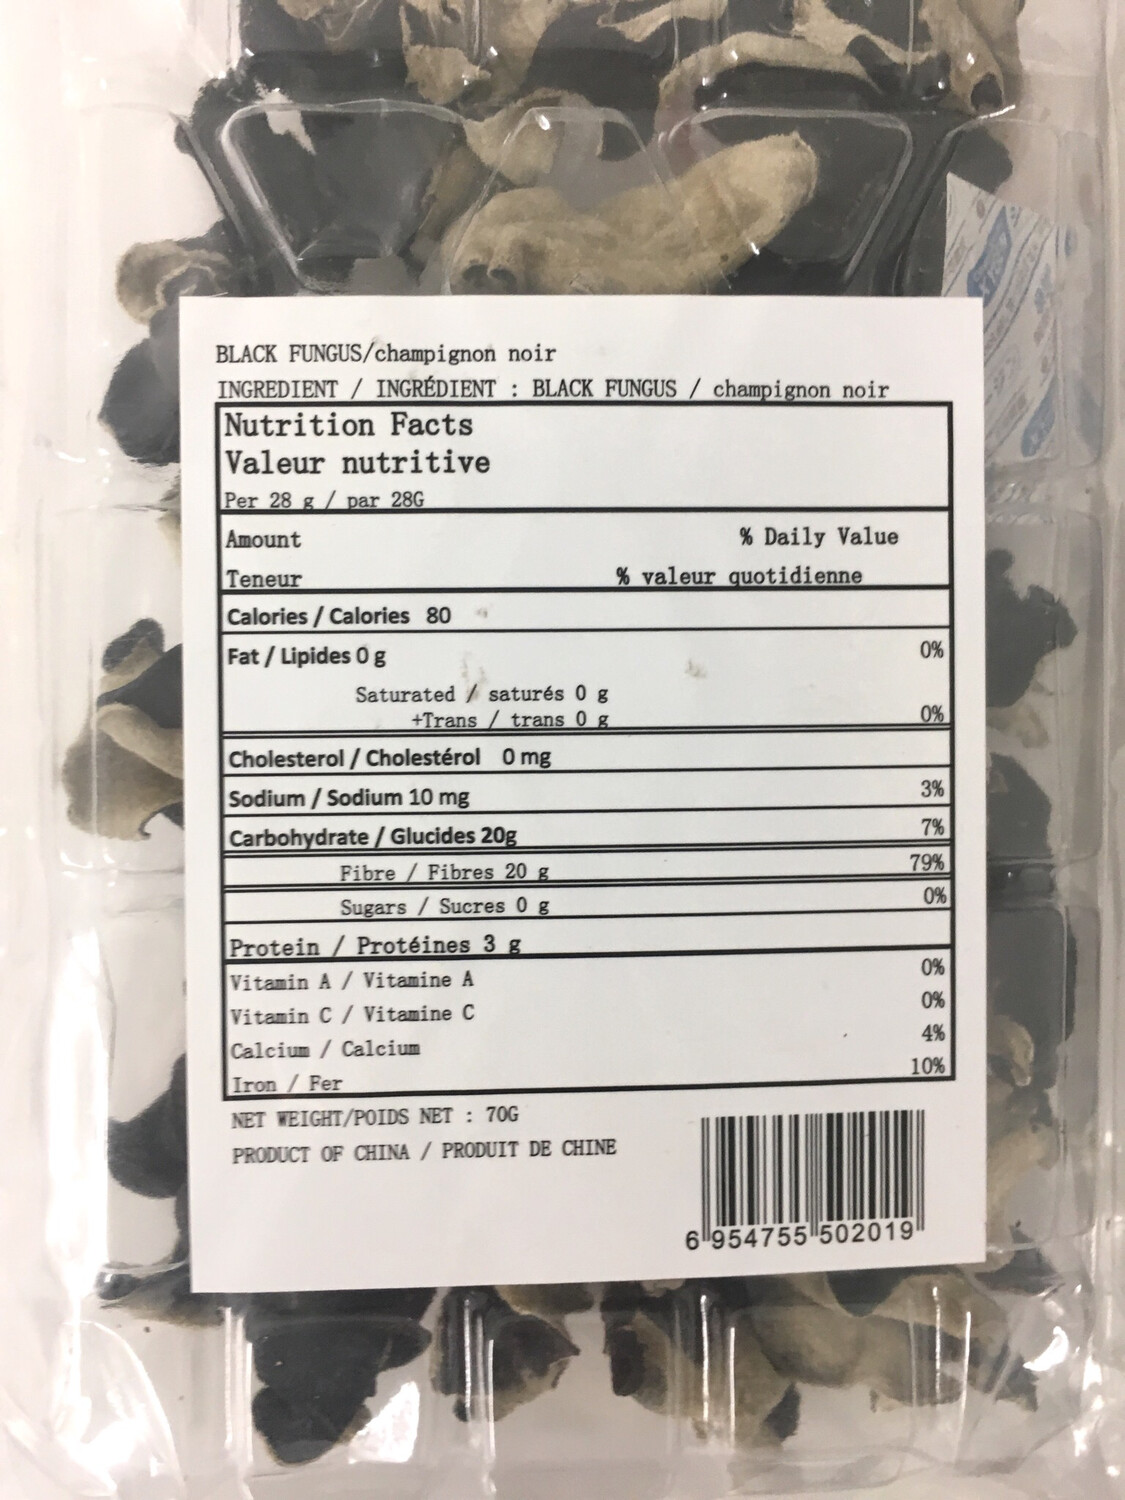 BLACK FUNGUS/champignon noir
INGREDIENT / INGRÉDIENT : BLACK FUNGUS / champignon noir
Nutrition Facts
Valeur nutritive
Per 28 g / par 28G
Amount % Daily Value
Teneur % valeur quotidienne
Calories / Calories 80
Fat / Lipides 0 g 0%
Saturated / saturés 0 g
+Trans / trans 0 g 0%
Cholesterol / Cholestérol 0 mg
Sodium / Sodium 10 mg 3%
Carbohydrate / Glucides 20g 7%
Fibre / Fibres 20 g 79%
Sugars / Sucres 0 g 0%
Protein / Protéines 3 g
Vitamin A / Vitamine A 0%
Vitamin C / Vitamine C 0%
Calcium / Calcium 4%
Iron / Fer 10%
NET WEIGHT/POIDS NET : 70G
PRODUCT OF CHINA / PRODUIT DE CHINE
6 954755 502019